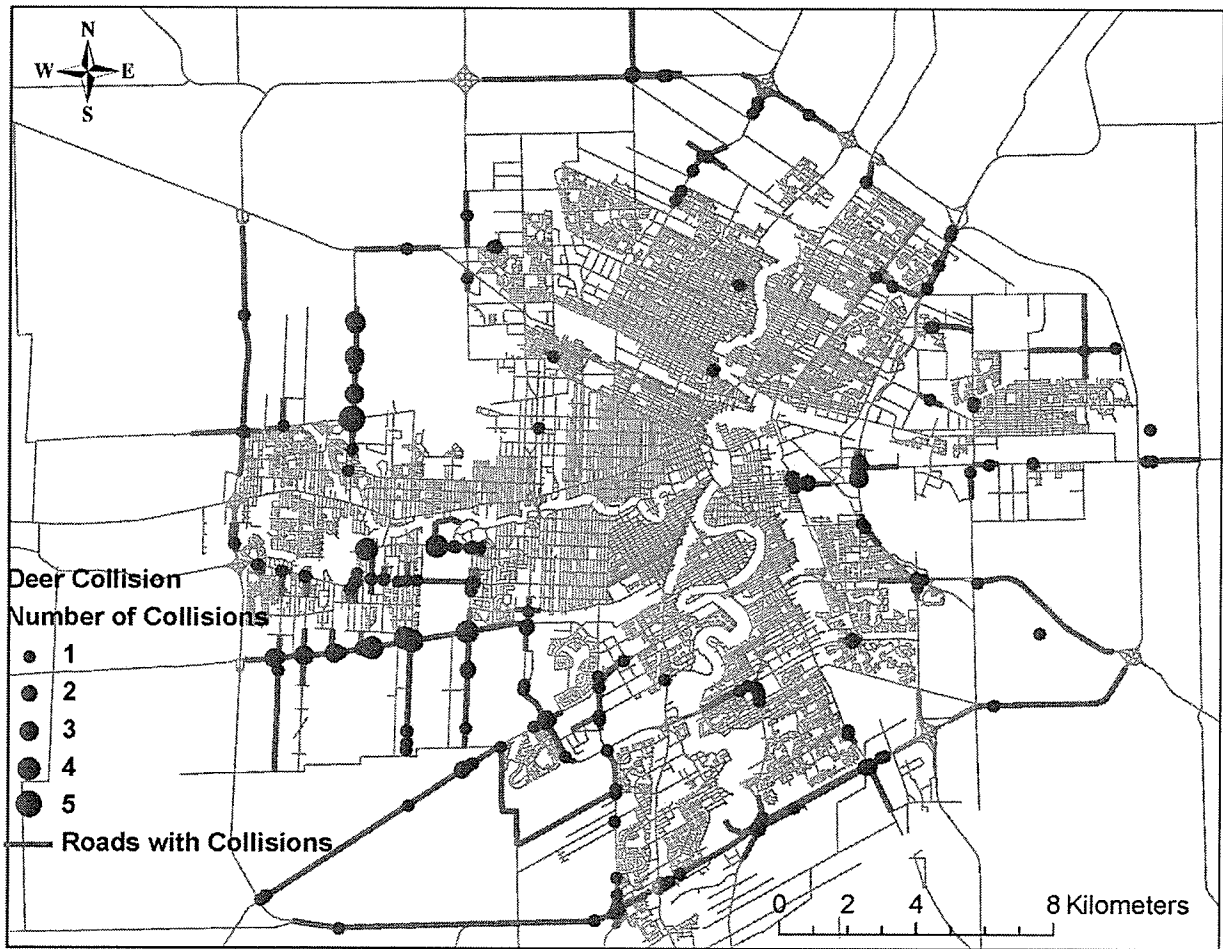 N
W E
S
Deer Collision
Number of Collisions
1
2
3
4
5
Roads with Collisions
0 2 4 8 Kilometers